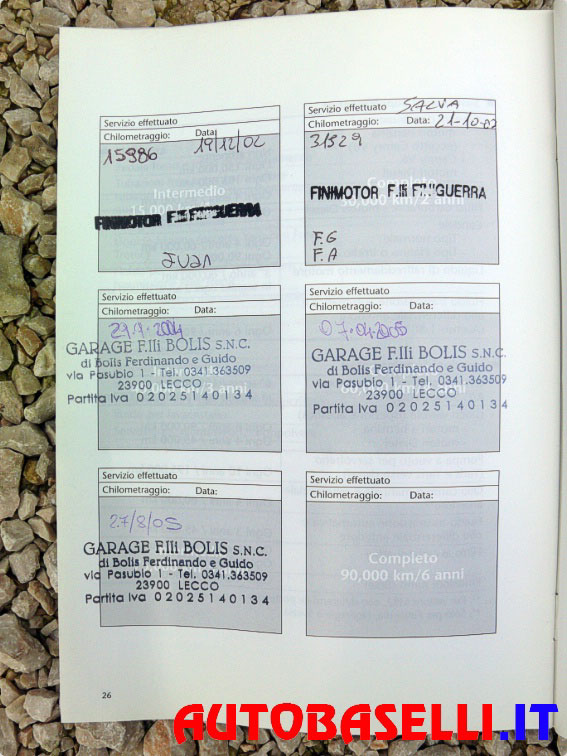 Servizio effettuato
Chilometraggio: Data:
15986 19/12/02
Intermedio
15,000 km/
FINIMOTOR F.lli GUERRA
JVAN
Servizio effettuato SALVA
Chilometraggio: Data: 21-10-02
31529
Completo
30,000 km/2 anni
FINIMOTOR F.lli GUERRA
F.G
F.A
Servizio effettuato
Chilometraggio: Data:
29.7.2004
GARAGE F.lli BOLIS S.N.C.
di Bolis Ferdinando e Guido
via Pasubio 1 - Tel. 0341.363509
23900 LECCO
Partita Iva 02025140134
Servizio effettuato
Chilometraggio: Data:
07.04.2005
GARAGE F.lli BOLIS S.N.C.
di Bolis Ferdinando e Guido
via Pasubio 1 - Tel. 0341.363509
23900 LECCO
Partita Iva 02025140134
Servizio effettuato
Chilometraggio: Data:
27/8/05
GARAGE F.lli BOLIS S.N.C.
di Bolis Ferdinando e Guido
via Pasubio 1 - Tel. 0341.363509
23900 LECCO
Partita Iva 02025140134
Servizio effettuato
Chilometraggio: Data:
Completo
90,000 km/6 anni
26
AUTOBASELLI.IT